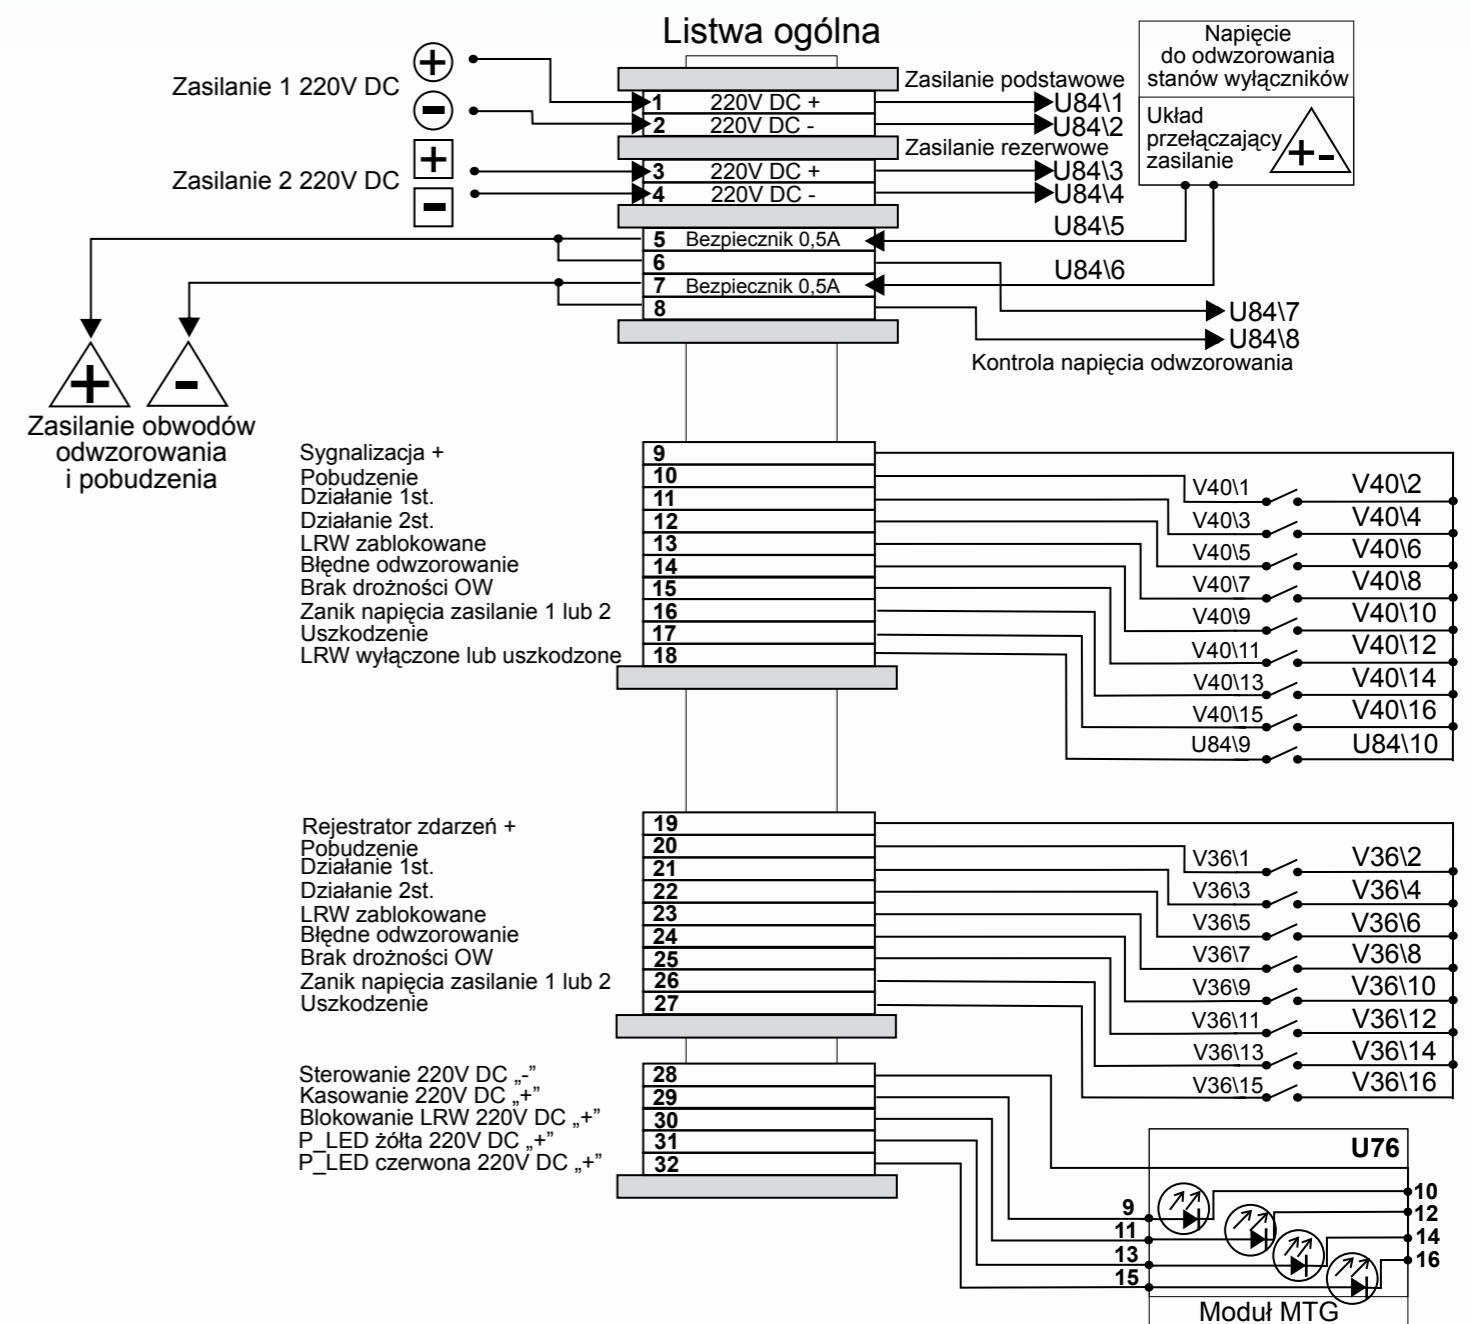 Listwa ogólna
Zasilanie 1 220V DC
+
-
Zasilanie 2 220V DC
+
-
1 220V DC +
2 220V DC -
3 220V DC +
4 220V DC -
5 Bezpiecznik 0,5A
6
7 Bezpiecznik 0,5A
8
Zasilanie podstawowe
U84\1
U84\2
Zasilanie rezerwowe
U84\3
U84\4
U84\5
U84\6
U84\7
U84\8
Kontrola napięcia odwzorowania
Napięcie
do odwzorowania
stanów wyłączników
Układ
przełączający
zasilanie
+ -
+
-
Zasilanie obwodów
odwzorowania
i pobudzenia
Sygnalizacja + 9
Pobudzenie 10
Działanie 1st. 11
Działanie 2st. 12
LRW zablokowane 13
Błędne odwzorowanie 14
Brak drożności OW 15
Zanik napięcia zasilanie 1 lub 2 16
Uszkodzenie 17
LRW wyłączone lub uszkodzone 18
V40\1 V40\2
V40\3 V40\4
V40\5 V40\6
V40\7 V40\8
V40\9 V40\10
V40\11 V40\12
V40\13 V40\14
V40\15 V40\16
U84\9 U84\10
Rejestrator zdarzeń + 19
Pobudzenie 20
Działanie 1st. 21
Działanie 2st. 22
LRW zablokowane 23
Błędne odwzorowanie 24
Brak drożności OW 25
Zanik napięcia zasilanie 1 lub 2 26
Uszkodzenie 27
V36\1 V36\2
V36\3 V36\4
V36\5 V36\6
V36\7 V36\8
V36\9 V36\10
V36\11 V36\12
V36\13 V36\14
V36\15 V36\16
Sterowanie 220V DC „-” 28
Kasowanie 220V DC „+” 29
Blokowanie LRW 220V DC „+” 30
P_LED żółta 220V DC „+” 31
P_LED czerwona 220V DC „+” 32
U76
9 10
11 12
13 14
15 16
Moduł MTG